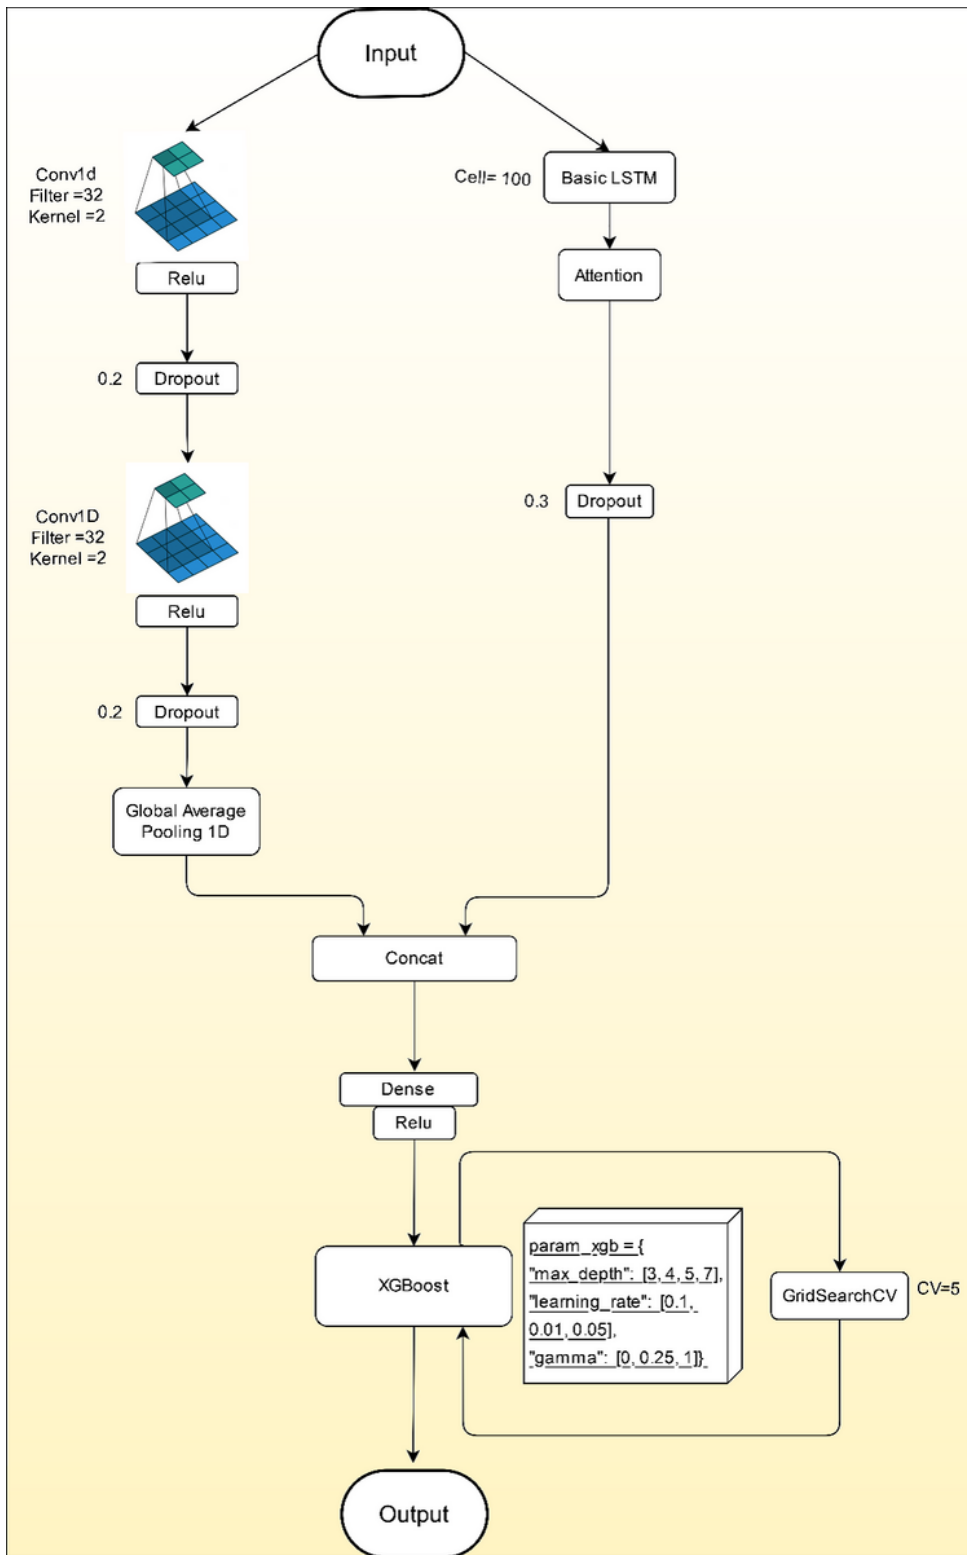 Input
Conv1d
Filter =32
Kernel =2
Relu
0.2
Dropout
Conv1D
Filter =32
Kernel =2
Relu
0.2
Dropout
Global Average
Pooling 1D
Cell= 100
Basic LSTM
Attention
0.3
Dropout
Concat
Dense
Relu
XGBoost
param_xgb = {
"max_depth": [3, 4, 5, 7],
"learning_rate": [0.1,
0.01, 0.05],
"gamma": [0, 0.25, 1]}
GridSearchCV
CV=5
Output